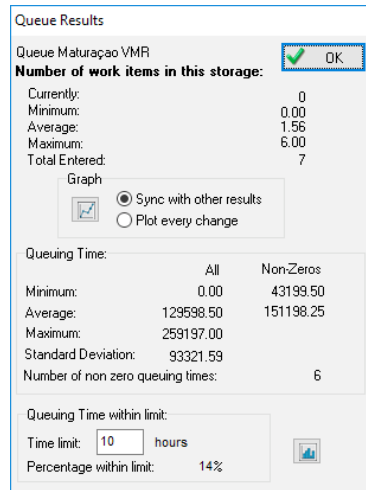 Queue Results
Queue Maturaçao VMR
OK
Number of work items in this storage:
Currently: 0
Minimum: 0.00
Average: 1.56
Maximum: 6.00
Total Entered: 7
Graph
Sync with other results
Plot every change
Queuing Time:
All Non-Zeros
Minimum: 0.00 43199.50
Average: 129598.50 151198.25
Maximum: 259197.00
Standard Deviation: 93321.59
Number of non zero queuing times: 6
Queuing Time within limit:
Time limit: 10 hours
Percentage within limit: 14%